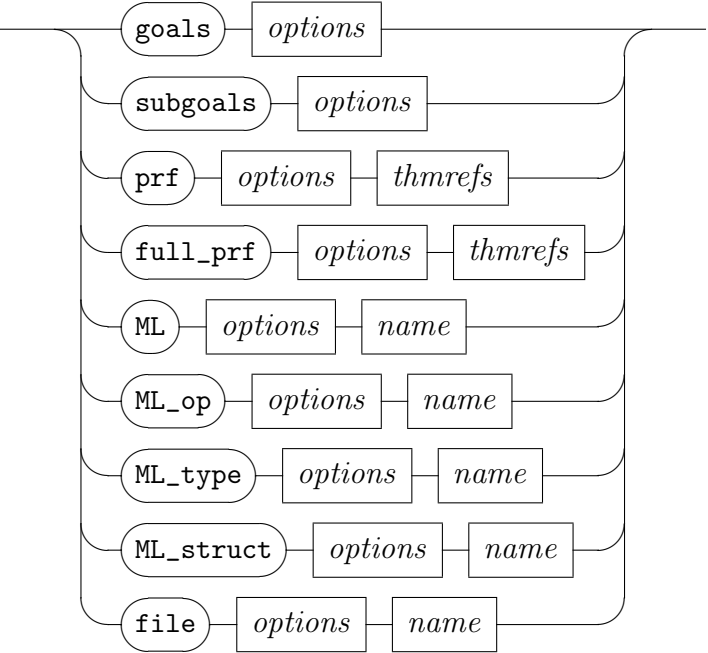 goals options
subgoals options
prf options thmrefs
full_prf options thmrefs
ML options name
ML_op options name
ML_type options name
ML_struct options name
file options name